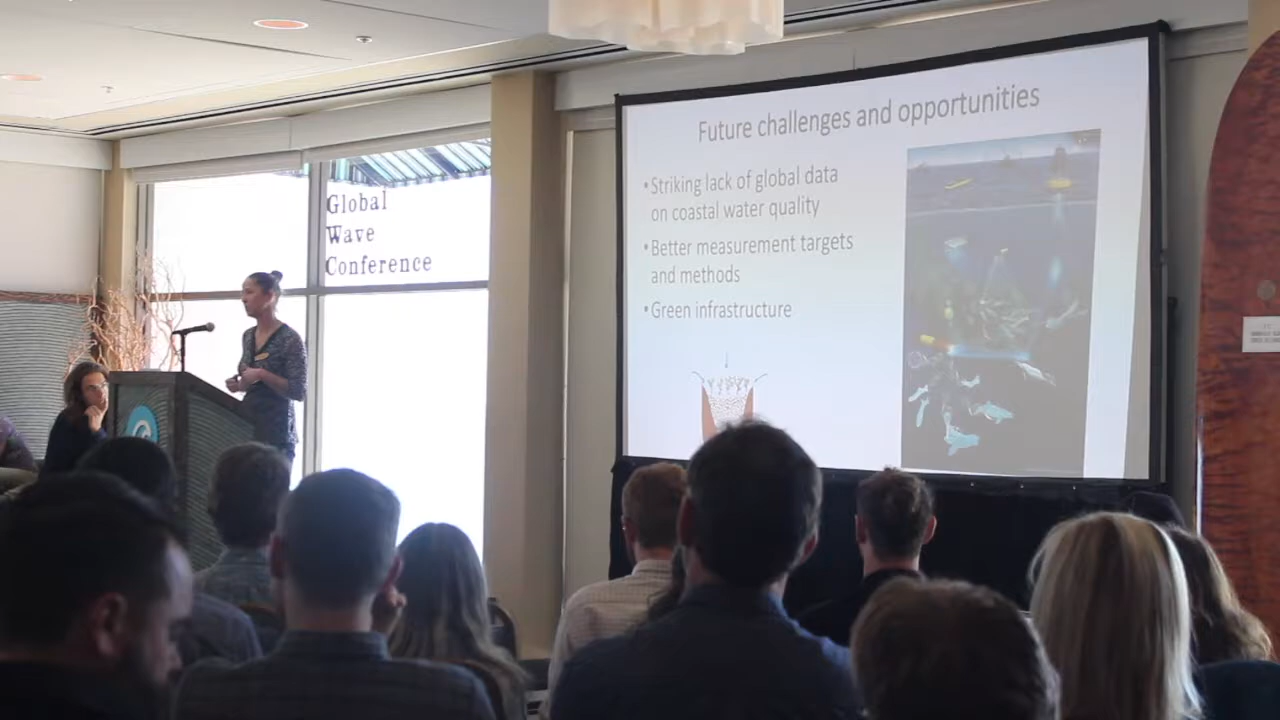 Global
Wave
Conference
Future challenges and opportunities
•Striking lack of global data
on coastal water quality
•Better measurement targets
and methods
•Green infrastructure